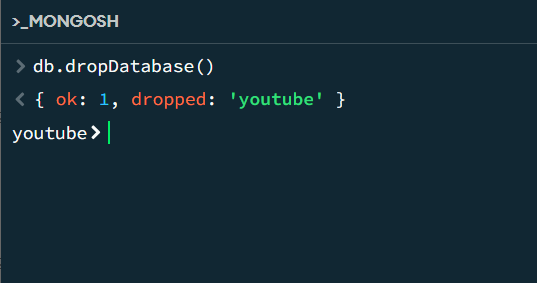 >_MONGOSH
> db.dropDatabase()
< { ok: 1, dropped: 'youtube' }
youtube>